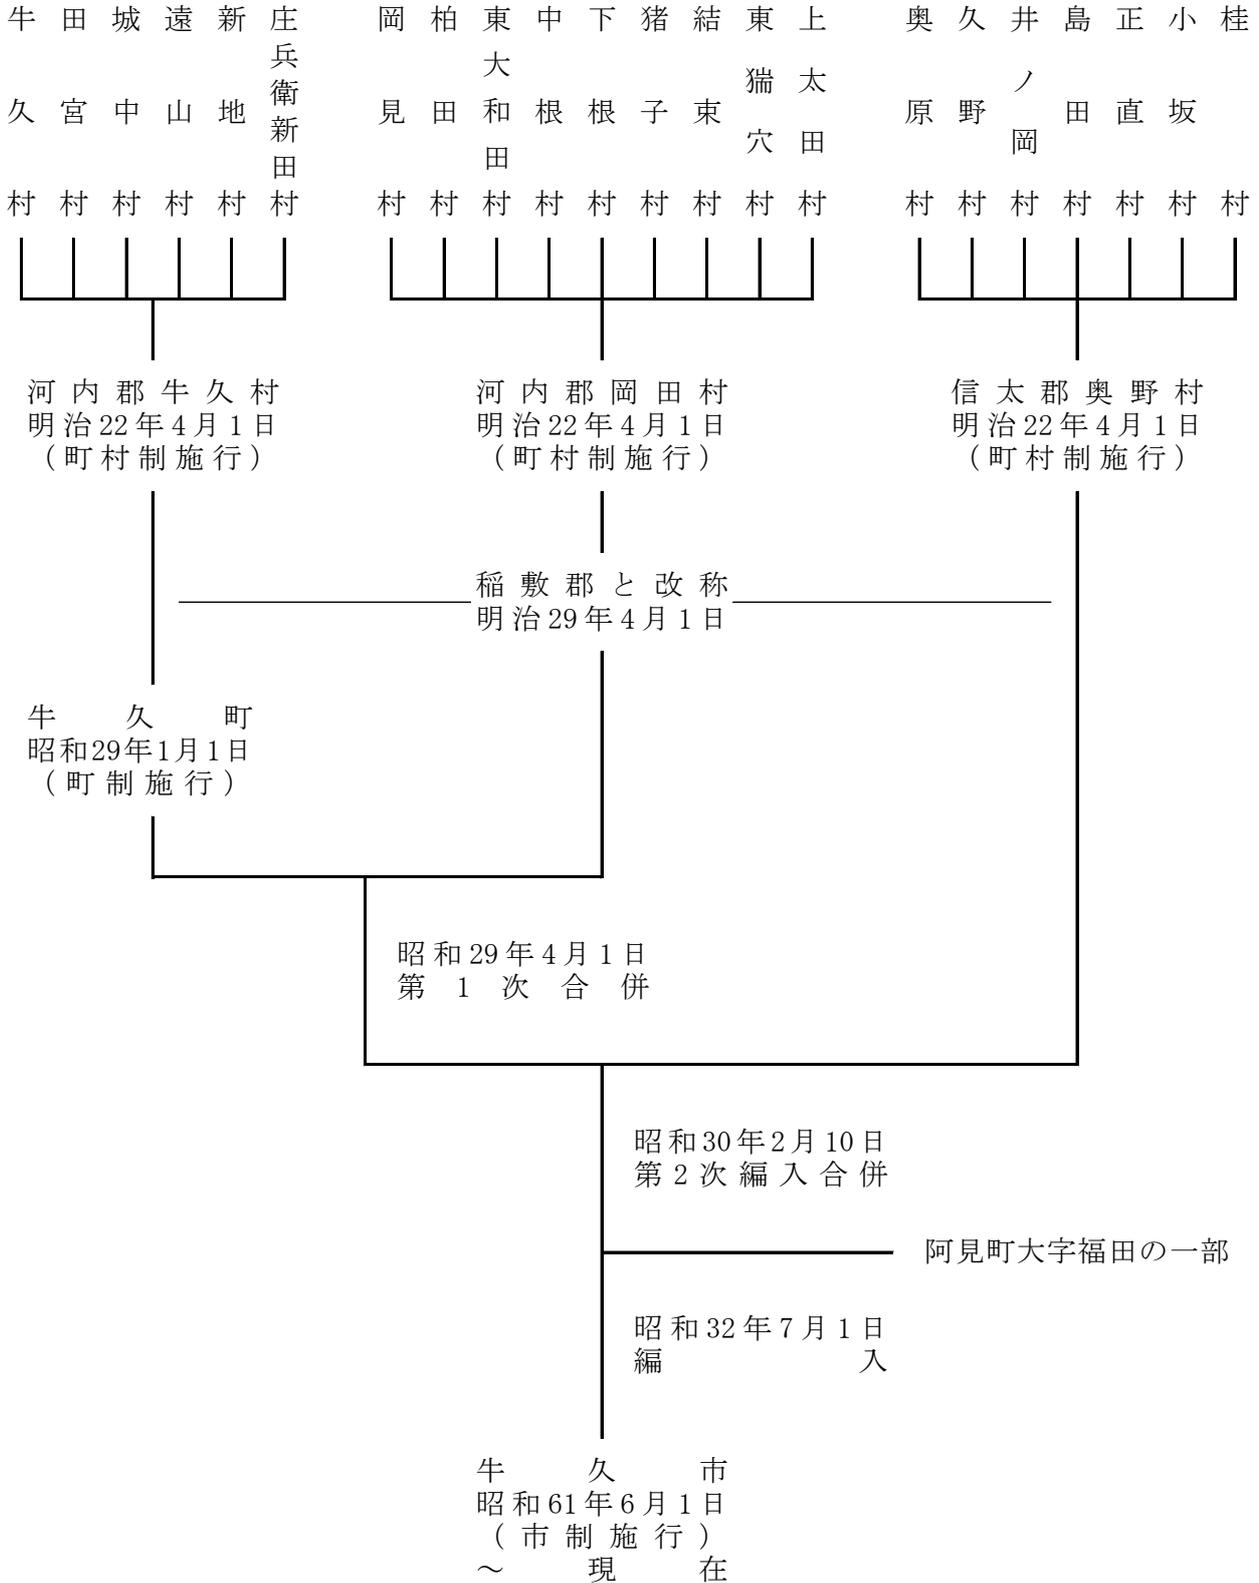 牛久村
田宮村
城中村
遠山村
新地村
庄兵衛新田村
岡見村
柏田村
東大和田村
中根村
下根村
猪子村
結束村
東猯穴村
上太田村
奥原村
久野村
井ノ岡村
島田村
正直村
小坂村
桂村
河内郡牛久村
明治22年4月1日
(町村制施行)
河内郡岡田村
明治22年4月1日
(町村制施行)
信太郡奥野村
明治22年4月1日
(町村制施行)
稲敷郡と改称
明治29年4月1日
牛久町
昭和29年1月1日
(町制施行)
昭和29年4月1日
第1次合併
昭和30年2月10日
第2次編入合併
阿見町大字福田の一部
昭和32年7月1日
編入
牛久市
昭和61年6月1日
(市制施行)
～現在